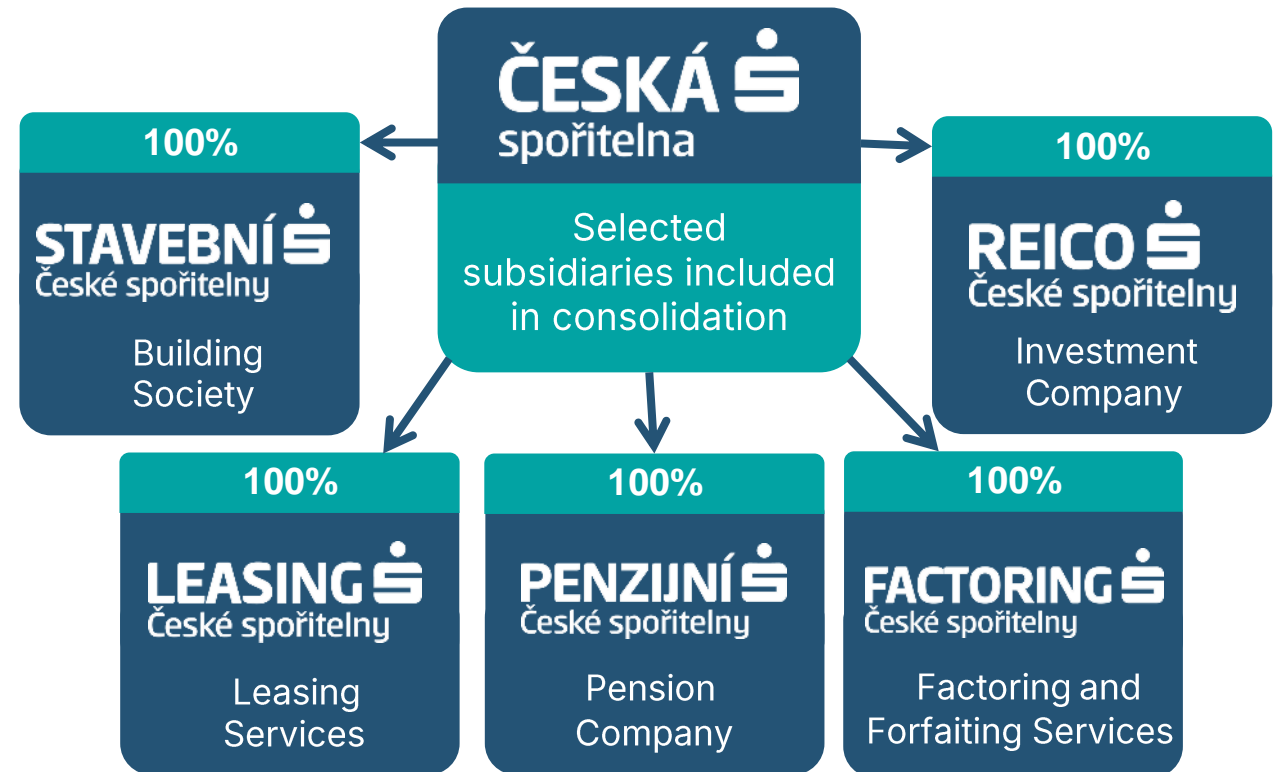 ČESKÁ
spořitelna
Selected
subsidiaries included
in consolidation
100%
STAVEBNÍ
České spořitelny
Building
Society
100%
REICO
České spořitelny
Investment
Company
100%
LEASING
České spořitelny
Leasing
Services
100%
PENZIJNÍ
České spořitelny
Pension
Company
100%
FACTORING
České spořitelny
Factoring and
Forfaiting Services